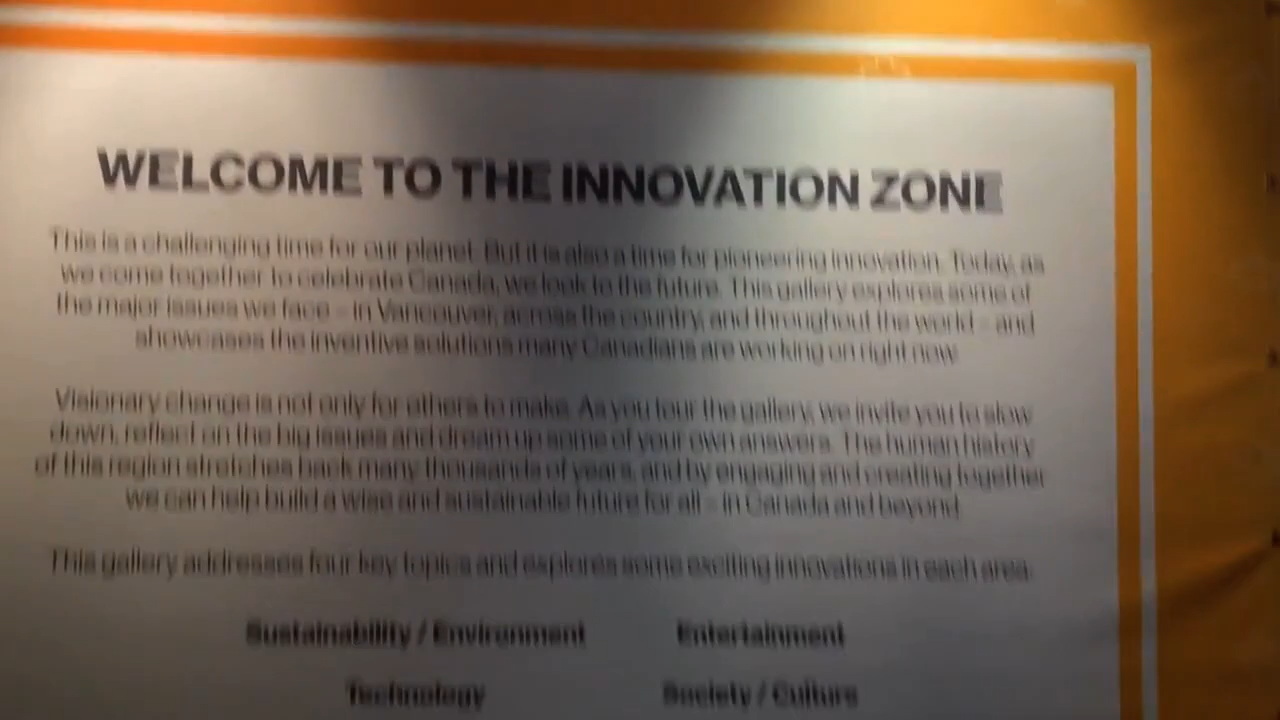 WELCOME TO THE INNOVATION ZONE
This is a challenging time for our planet. But it is also a time for pioneering innovation. Today, as
we come together to celebrate Canada, we look to the future. This gallery explores some of
the major issues we face – in Vancouver, across the country, and throughout the world – and
showcases the inventive solutions many Canadians are working on right now.
Visionary change is not only for others to make. As you tour the gallery, we invite you to slow
down, reflect on the big issues and dream up some of your own answers. The human history
of this region stretches back many thousands of years, and by engaging and creating together
we can help build a wise and sustainable future for all – in Canada and beyond.
This gallery addresses four key topics and explores some exciting innovations in each area:
Sustainability / Environment Entertainment
Technology Society / Culture